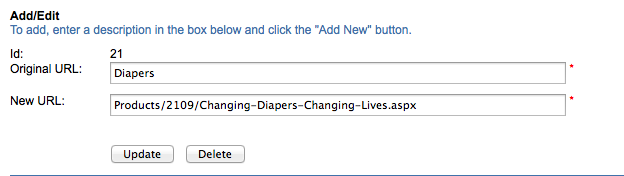 Add/Edit
To add, enter a description in the box below and click the "Add New" button.
Id: 21
Original URL: Diapers *
New URL: Products/2109/Changing-Diapers-Changing-Lives.aspx *
Update Delete